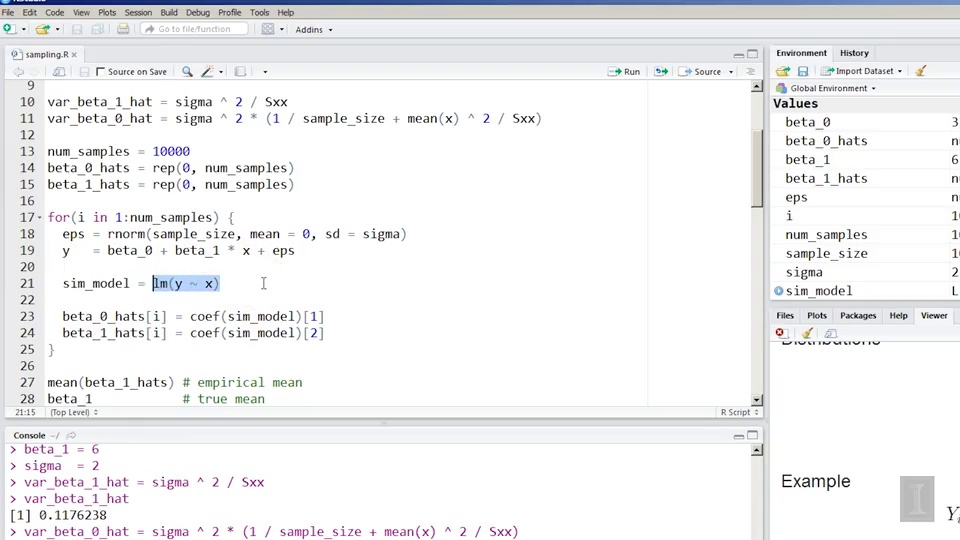 File Edit Code View Plots Session Build Debug Profile Tools Help
Go to file/function Addins
sampling.R
Source on Save Run Source
9
10 var_beta_1_hat = sigma ^ 2 / Sxx
11 var_beta_0_hat = sigma ^ 2 * (1 / sample_size + mean(x) ^ 2 / Sxx)
12
13 num_samples = 10000
14 beta_0_hats = rep(0, num_samples)
15 beta_1_hats = rep(0, num_samples)
16
17 for(i in 1:num_samples) {
18 eps = rnorm(sample_size, mean = 0, sd = sigma)
19 y = beta_0 + beta_1 * x + eps
20
21 sim_model = lm(y ~ x)
22
23 beta_0_hats[i] = coef(sim_model)[1]
24 beta_1_hats[i] = coef(sim_model)[2]
25 }
26
27 mean(beta_1_hats) # empirical mean
28 beta_1 # true mean
21:15 (Top Level) R Script
Console ~/
> beta_1 = 6
> sigma = 2
> var_beta_1_hat = sigma ^ 2 / Sxx
> var_beta_1_hat
[1] 0.1176238
> var_beta_0_hat = sigma ^ 2 * (1 / sample_size + mean(x) ^ 2 / Sxx)
Environment History
Import Dataset
Global Environment
Values
beta_0 3
beta_0_hats
beta_1 6
beta_1_hats
eps
i
num_samples
sample_size
sigma 2
sim_model L
Files Plots Packages Help Viewer
Example